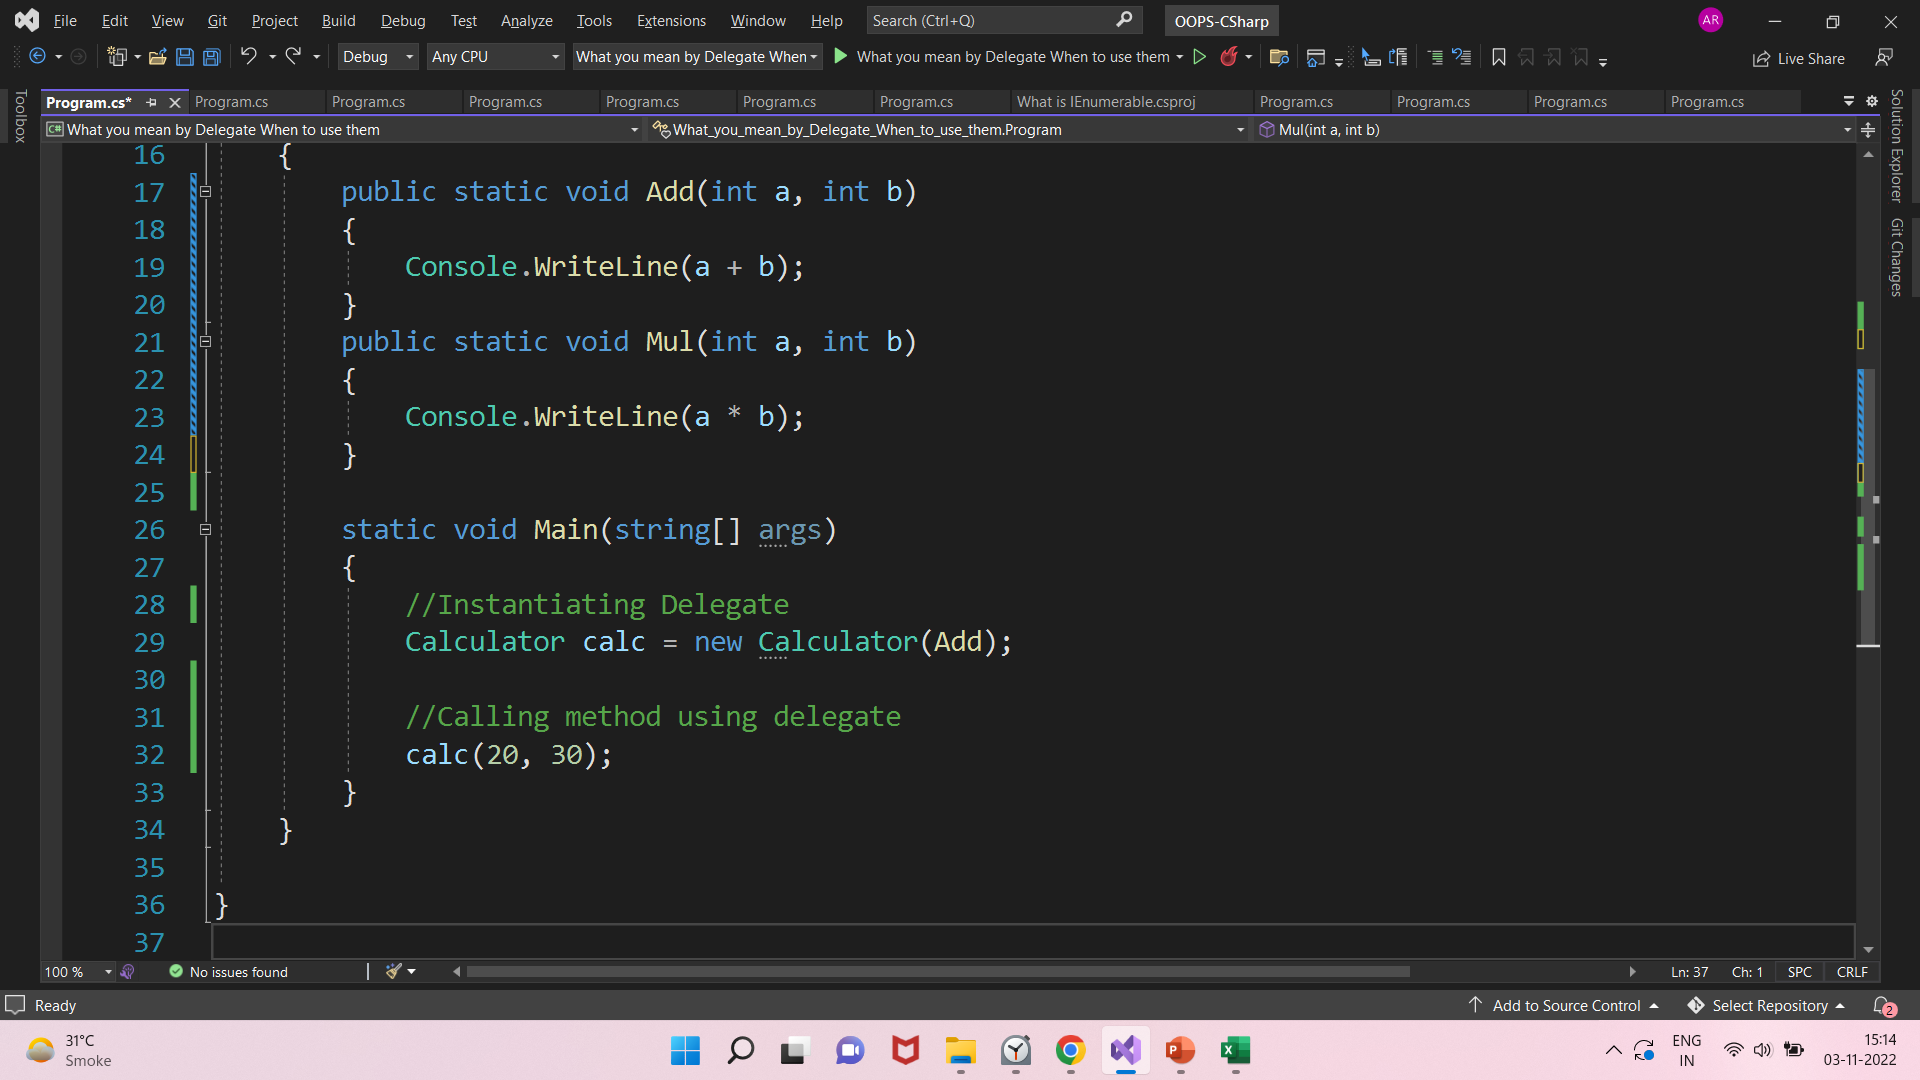 File Edit View Git Project Build Debug Test Analyze Tools Extensions Window Help Search (Ctrl+Q) OOPS-CSharp AR
Debug Any CPU What you mean by Delegate When What you mean by Delegate When to use them Live Share
Program.cs* Program.cs Program.cs Program.cs Program.cs Program.cs Program.cs What is IEnumerable.csproj Program.cs Program.cs Program.cs Program.cs
C# What you mean by Delegate When to use them What_you_mean_by_Delegate_When_to_use_them.Program Mul(int a, int b)
Toolbox
Solution Explorer
Git Changes
16 {
17 public static void Add(int a, int b)
18 {
19 Console.WriteLine(a + b);
20 }
21 public static void Mul(int a, int b)
22 {
23 Console.WriteLine(a * b);
24 }
25
26 static void Main(string[] args)
27 {
28 //Instantiating Delegate
29 Calculator calc = new Calculator(Add);
30
31 //Calling method using delegate
32 calc(20, 30);
33 }
34 }
35
36 }
37
100 % No issues found Ln: 37 Ch: 1 SPC CRLF
Ready Add to Source Control Select Repository 2
31°C
Smoke
P X
ENG
IN
15:14
03-11-2022